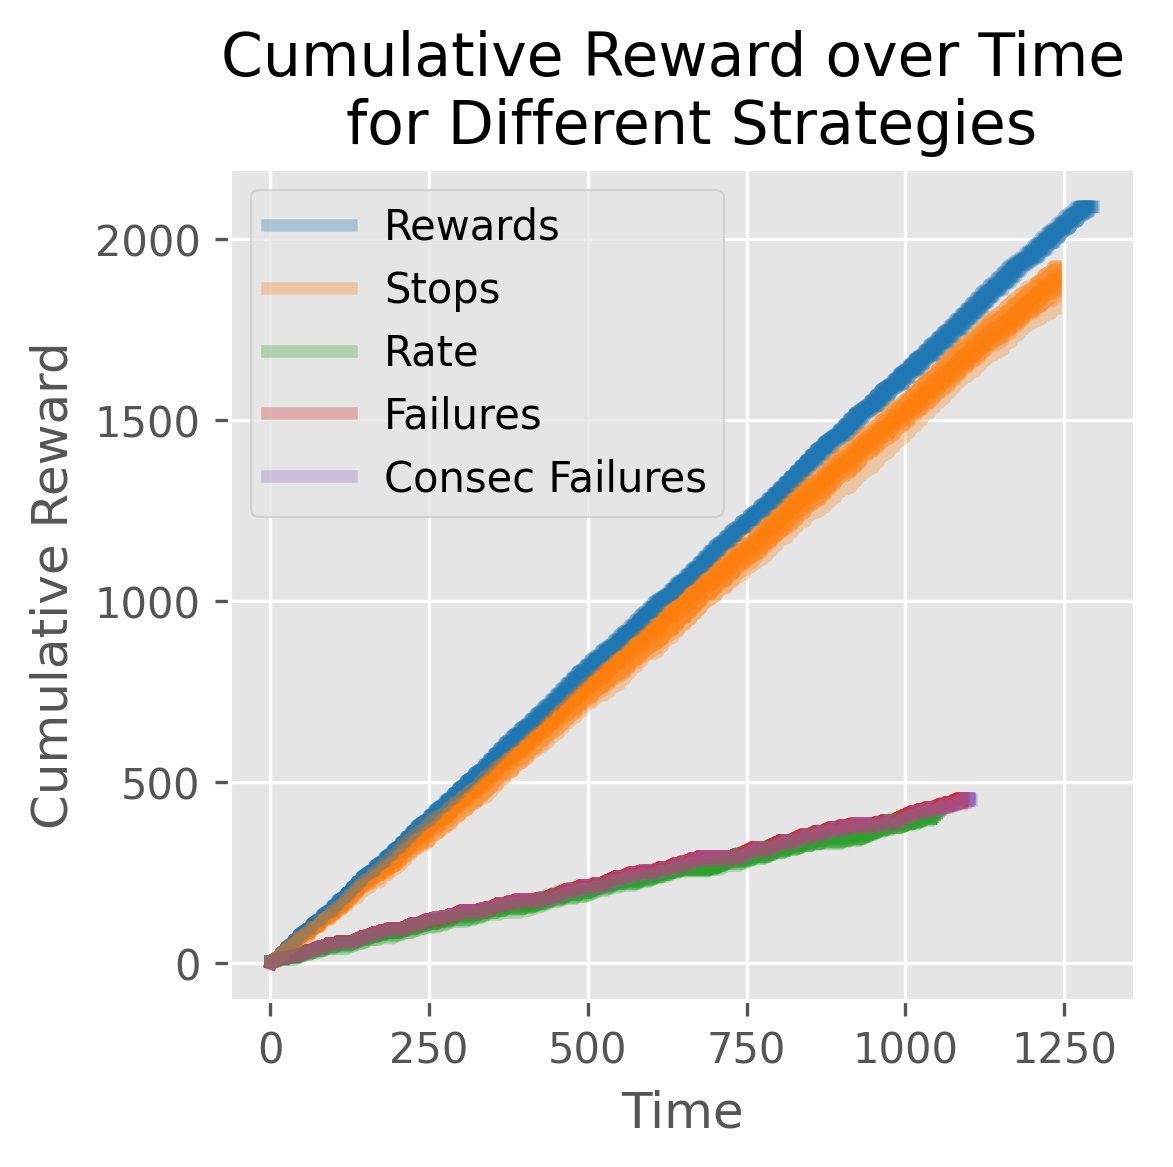 Cumulative Reward over Time
for Different Strategies
Rewards
Stops
Rate
Failures
Consec Failures
Cumulative Reward
2000
1500
1000
500
0
0 250 500 750 1000 1250
Time